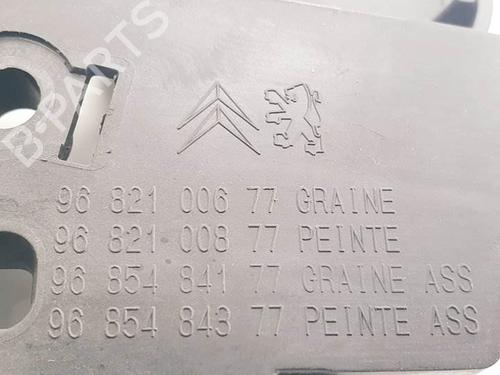 B-PARTS
96 821 006 77 GRAINE
96 821 008 77 PEINTE
96 854 841 77 GRAINE ASS
96 854 843 77 PEINTE ASS